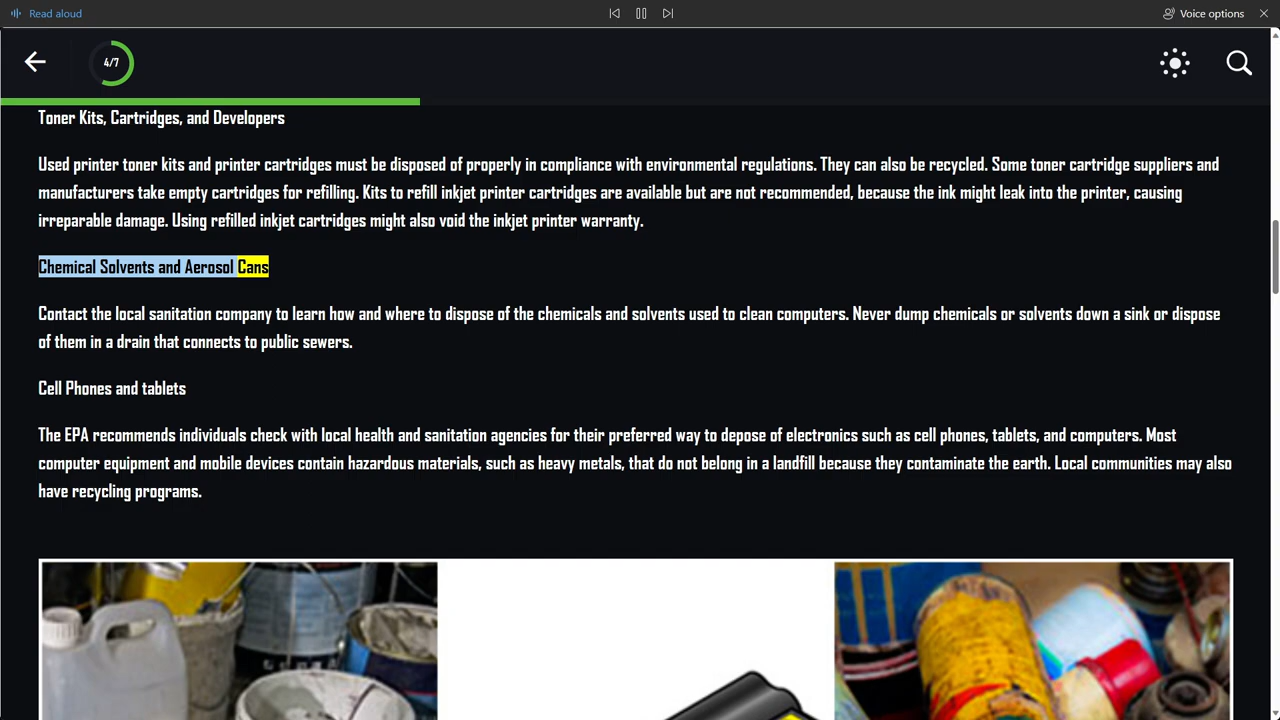 Read aloud
Voice options
4/7
Toner Kits, Cartridges, and Developers
Used printer toner kits and printer cartridges must be disposed of properly in compliance with environmental regulations. They can also be recycled. Some toner cartridge suppliers and
manufacturers take empty cartridges for refilling. Kits to refill inkjet printer cartridges are available but are not recommended, because the ink might leak into the printer, causing
irreparable damage. Using refilled inkjet cartridges might also void the inkjet printer warranty.
Chemical Solvents and Aerosol Cans
Contact the local sanitation company to learn how and where to dispose of the chemicals and solvents used to clean computers. Never dump chemicals or solvents down a sink or dispose
of them in a drain that connects to public sewers.
Cell Phones and tablets
The EPA recommends individuals check with local health and sanitation agencies for their preferred way to depose of electronics such as cell phones, tablets, and computers. Most
computer equipment and mobile devices contain hazardous materials, such as heavy metals, that do not belong in a landfill because they contaminate the earth. Local communities may also
have recycling programs.